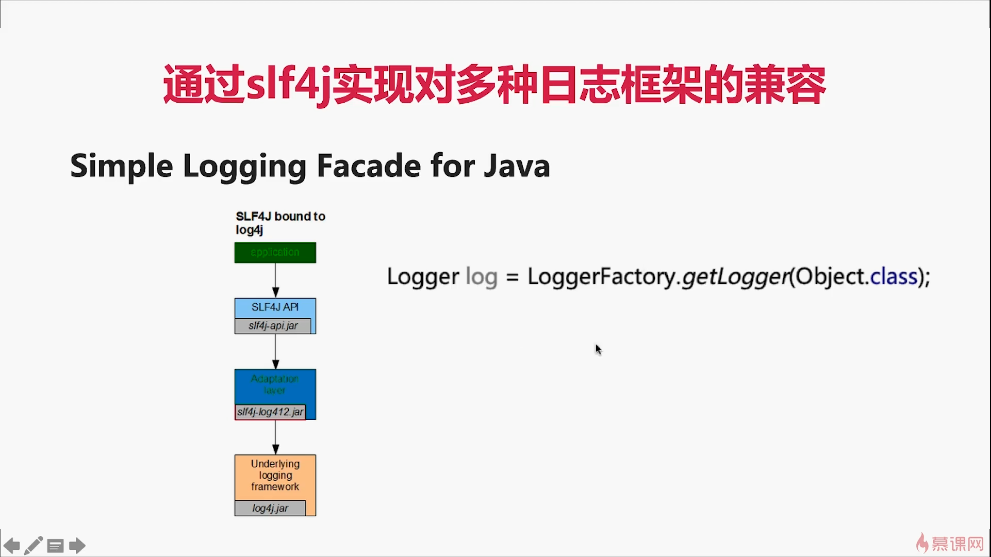 通过slf4j实现对多种日志框架的兼容
Simple Logging Facade for Java
SLF4J bound to
log4j
application
SLF4J API
slf4j-api.jar
Adaptation
layer
slf4j-log412.jar
Underlying
logging
framework
log4j.jar
Logger log = LoggerFactory.getLogger(Object.class);
慕课网